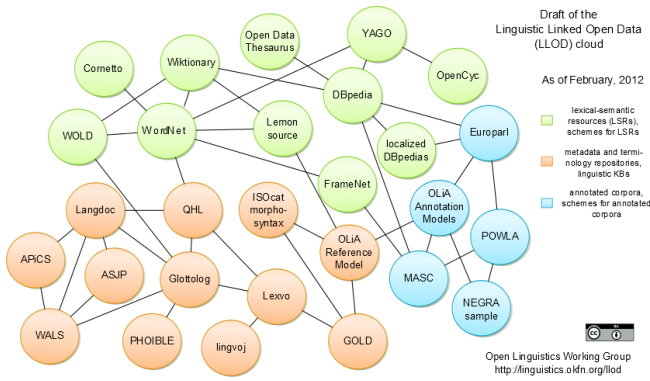 Draft of the
Linguistic Linked Open Data
(LLOD) cloud
As of February, 2012
lexical-semantic
resources (LSRs),
schemes for LSRs
metadata and termi-
nology repositories,
linguistic KBs
annotated corpora,
schemes for annotated
corpora
Open Data
Thesaurus
YAGO
Cornetto
Wiktionary
OpenCyc
DBpedia
WOLD
WordNet
Lemon
source
Europarl
localized
DBpedias
FrameNet
OLiA
Annotation
Models
Langdoc
QHL
ISOcat
morpho-
syntax
OLiA
Reference
Model
POWLA
APiCS
ASJP
Glottolog
MASC
Lexvo
NEGRA
sample
WALS
PHOIBLE
lingvoj
GOLD
cc
BY
Open Linguistics Working Group
http://linguistics.okfn.org/llod